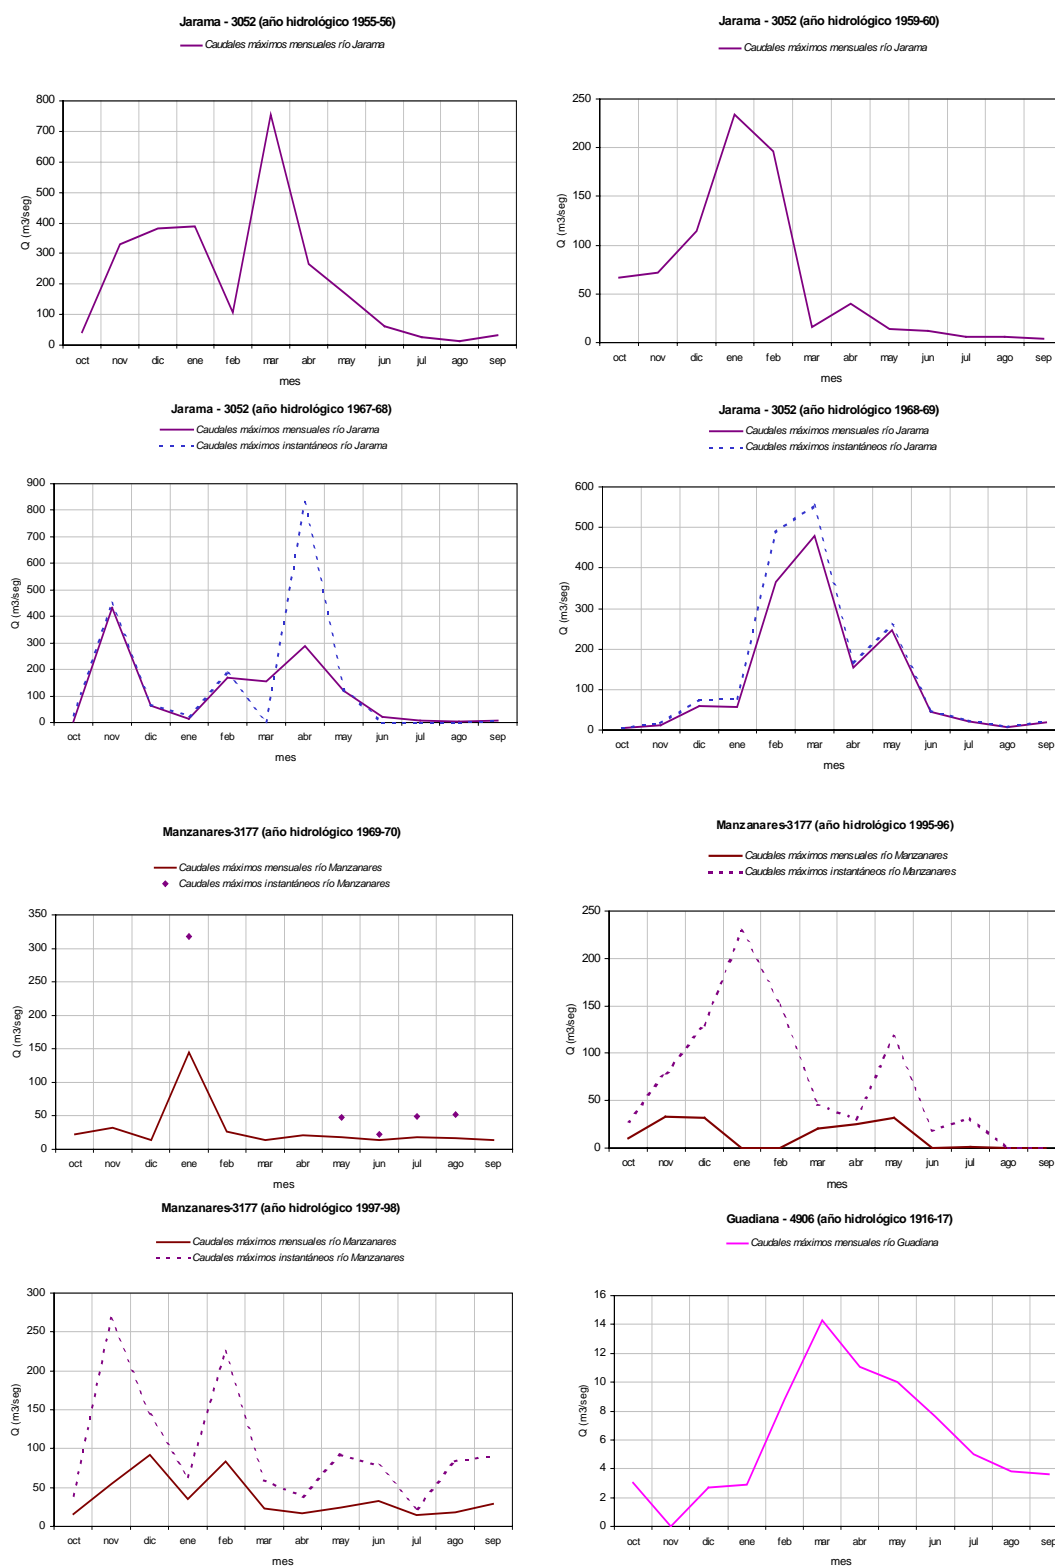 Jarama - 3052 (año hidrológico 1955-56)
Caudales máximos mensuales río Jarama
800
700
600
500
400
300
200
100
0
Q (m3/seg)
oct nov dic ene feb mar abr may jun jul ago sep
mes
Jarama - 3052 (año hidrológico 1959-60)
Caudales máximos mensuales río Jarama
250
200
150
100
50
0
Q (m3/seg)
oct nov dic ene feb mar abr may jun jul ago sep
mes
Jarama - 3052 (año hidrológico 1967-68)
Caudales máximos mensuales río Jarama
Caudales máximos instantáneos río Jarama
900
800
700
600
500
400
300
200
100
0
Q (m3/seg)
oct nov dic ene feb mar abr may jun jul ago sep
mes
Jarama - 3052 (año hidrológico 1968-69)
Caudales máximos mensuales río Jarama
Caudales máximos instantáneos río Jarama
600
500
400
300
200
100
0
Q (m3/seg)
oct nov dic ene feb mar abr may jun jul ago sep
mes
Manzanares-3177 (año hidrológico 1969-70)
Caudales máximos mensuales río Manzanares
Caudales máximos instantáneos río Manzanares
350
300
250
200
150
100
50
0
Q (m3/seg)
oct nov dic ene feb mar abr may jun jul ago sep
mes
Manzanares-3177 (año hidrológico 1995-96)
Caudales máximos mensuales río Manzanares
Caudales máximos instantáneos río Manzanares
250
200
150
100
50
0
Q (m3/seg)
oct nov dic ene feb mar abr may jun jul ago sep
mes
Manzanares-3177 (año hidrológico 1997-98)
Caudales máximos mensuales río Manzanares
Caudales máximos instantáneos río Manzanares
300
250
200
150
100
50
0
Q (m3/seg)
oct nov dic ene feb mar abr may jun jul ago sep
mes
Guadiana - 4906 (año hidrológico 1916-17)
Caudales máximos mensuales río Guadiana
16
14
12
10
8
6
4
2
0
Q (m3/seg)
oct nov dic ene feb mar abr may jun jul ago sep
mes